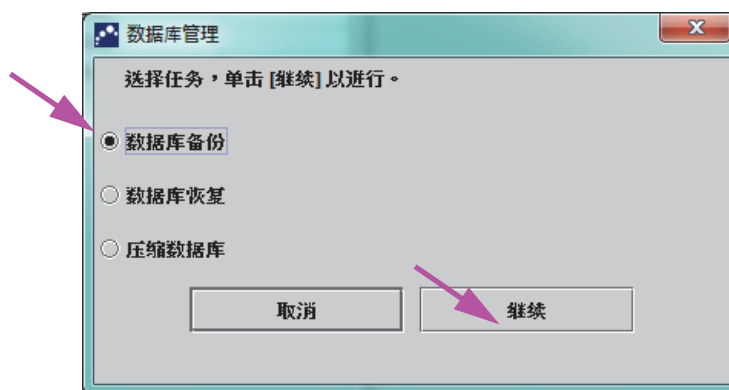 数据库管理
选择任务，单击 [继续] 以进行。
数据库备份
数据库恢复
压缩数据库
取消
继续